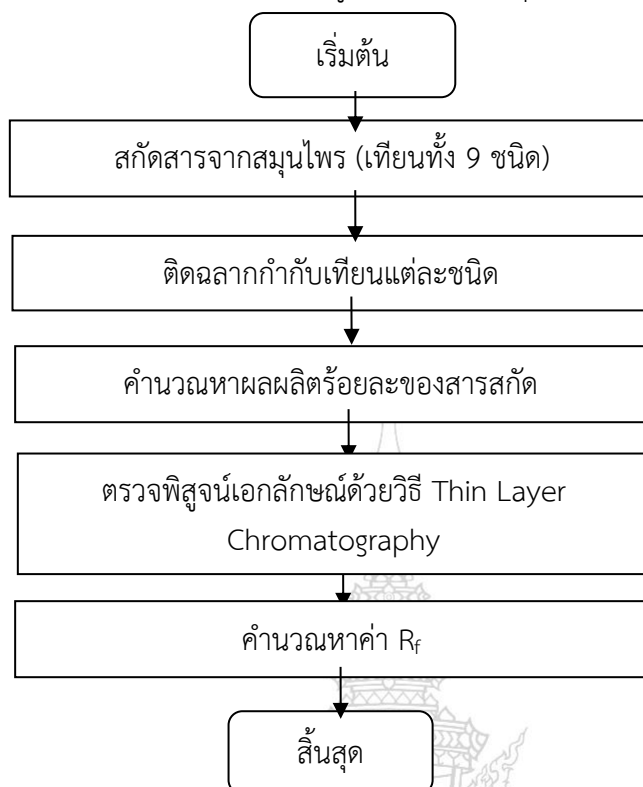 เริ่มต้น
สกัดสารจากสมุนไพร (เทียนทั้ง 9 ชนิด)
ติดฉลากกำกับเทียนแต่ละชนิด
คำนวณหาผลผลิตร้อยละของสารสกัด
ตรวจพิสูจน์เอกลักษณ์ด้วยวิธี Thin Layer
Chromatography
คำนวณหาค่า Rf
สิ้นสุด